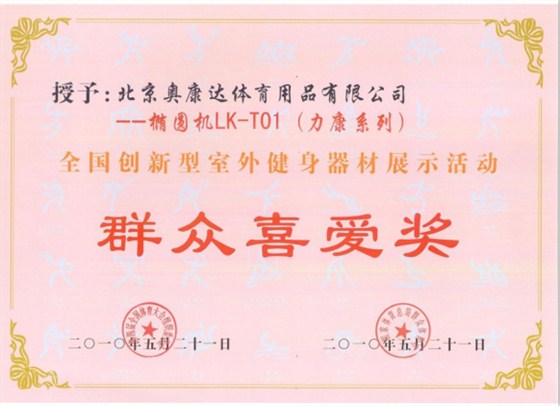 授予:北京奥康达体育用品有限公司
——椭圆机LK-T01（力康系列）
全国创新型室外健身器材展示活动
群众喜爱奖
二〇一〇年五月二十一日
二〇一〇年五月二十一日